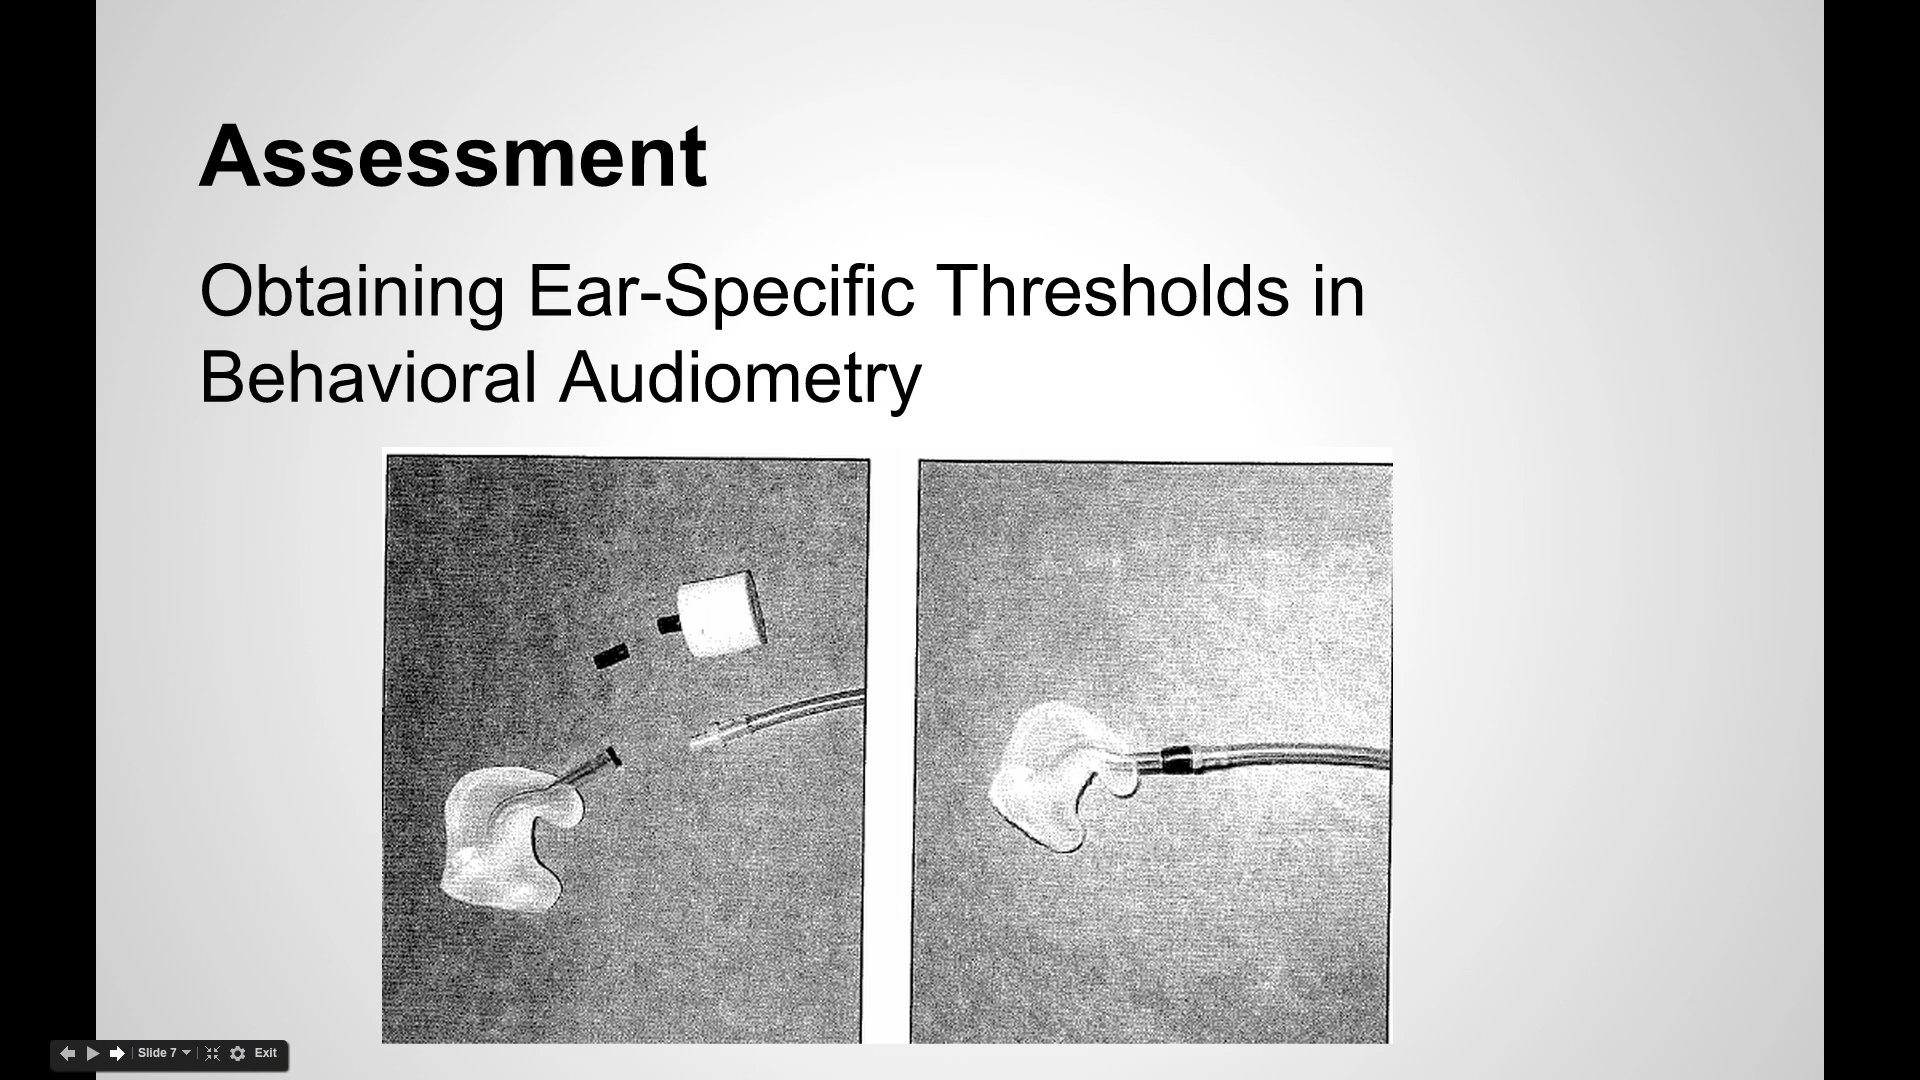 Assessment
Obtaining Ear-Specific Thresholds in
Behavioral Audiometry
Slide 7
Exit